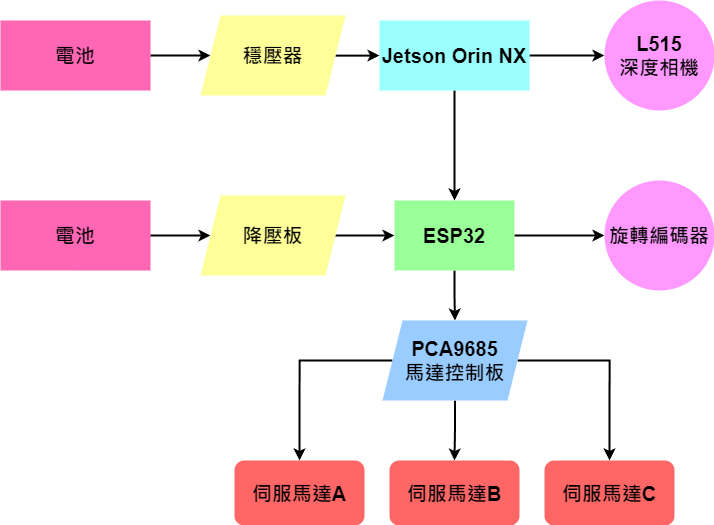 電池
穩壓器
Jetson Orin NX
L515
深度相機
電池
降壓板
ESP32
旋轉編碼器
PCA9685
馬達控制板
伺服馬達A
伺服馬達B
伺服馬達C